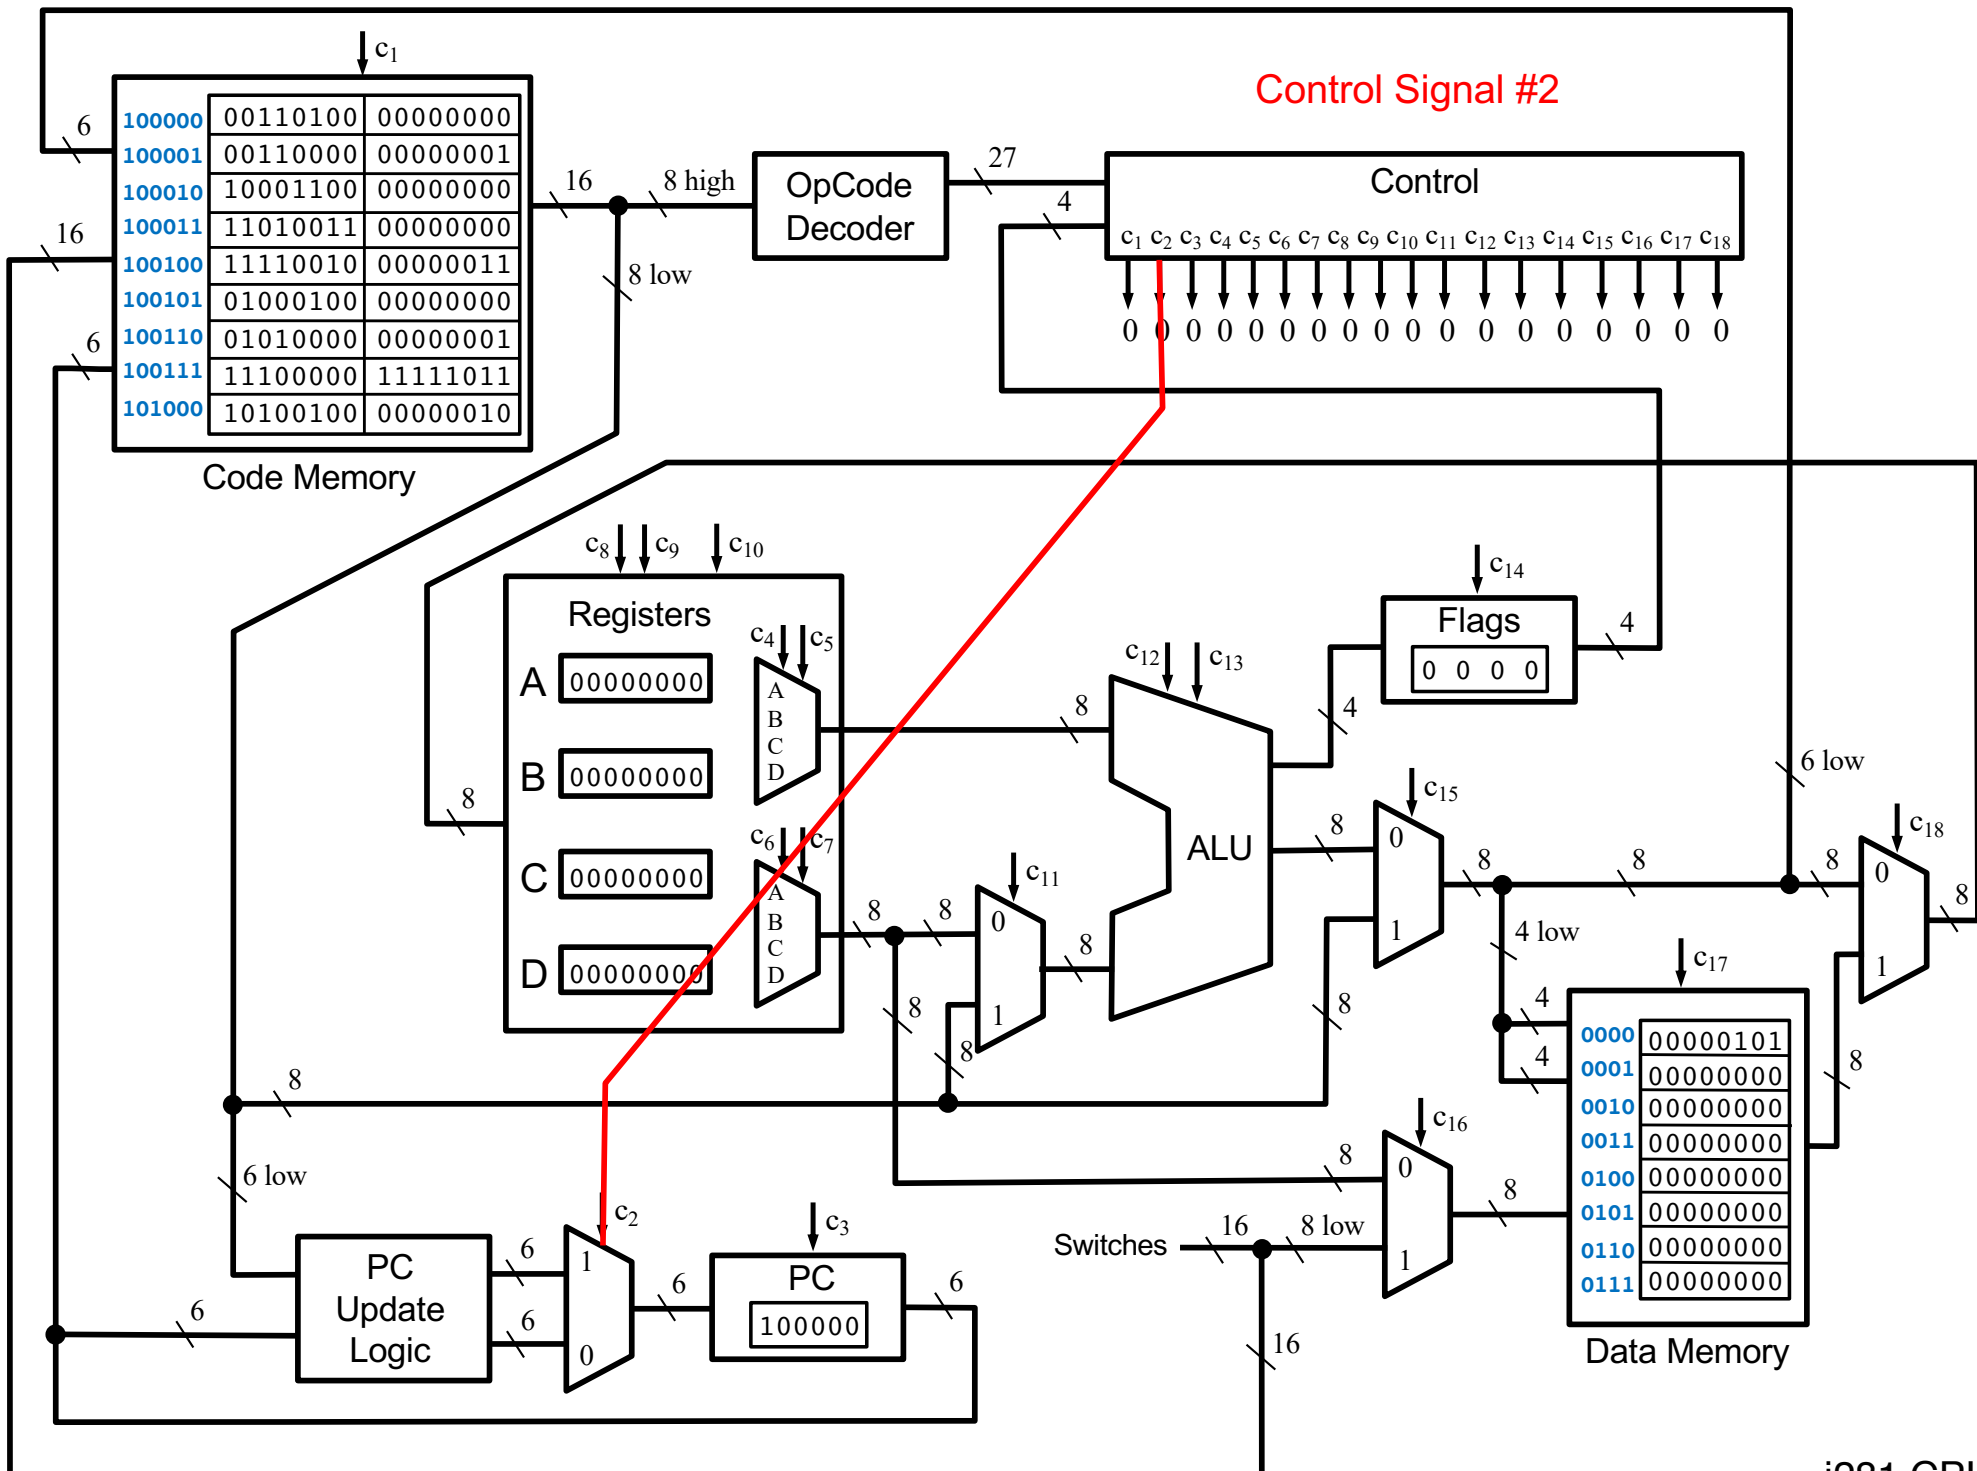 c1
Control Signal #2
100000 00110100 00000000
100001 00110000 00000001
100010 10001100 00000000
100011 11010011 00000000
100100 11110010 00000011
100101 01000100 00000000
100110 01010000 00000001
100111 11100000 11111011
101000 10100100 00000010
Code Memory
6
16
6
16
8 high
8 low
OpCode
Decoder
27
4
Control
c1 c2 c3 c4 c5 c6 c7 c8 c9 c10 c11 c12 c13 c14 c15 c16 c17 c18
0 0 0 0 0 0 0 0 0 0 0 0 0 0 0 0 0 0
c8 c9 c10
Registers
A 00000000
B 00000000
C 00000000
D 00000000
8
c4 c5
A
B
C
D
c6 c7
A
B
C
D
8
8
8
8
8
c11
0
1
8
c12 c13
ALU
4
8
c14
Flags
0 0 0 0
4
c15
0
1
8
8
8
6 low
8
c18
0
1
8
4 low
4
4
c17
0000 00000101
0001 00000000
0010 00000000
0011 00000000
0100 00000000
0101 00000000
0110 00000000
0111 00000000
Data Memory
8
8
c16
0
1
8
8
Switches
16
8 low
16
6 low
6
PC
Update
Logic
6
6
c2
1
0
6
c3
PC
100000
6